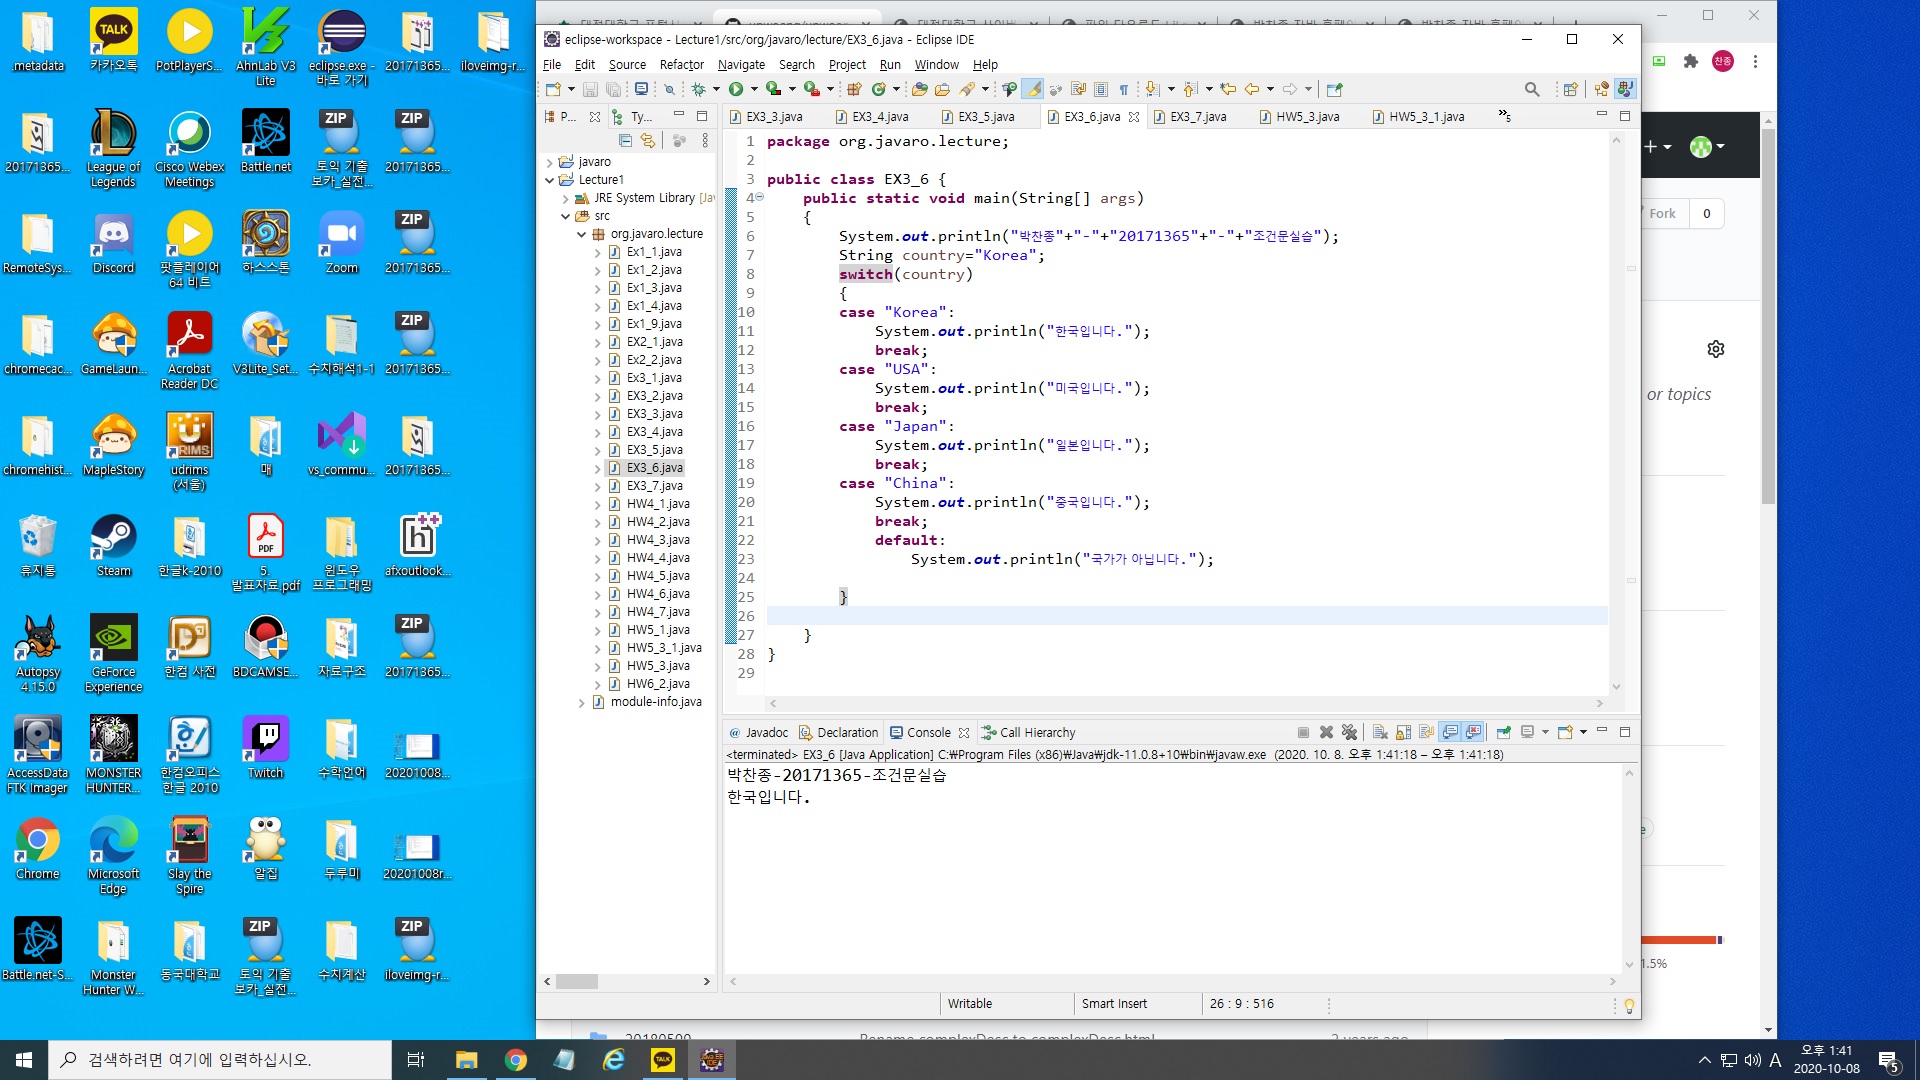 .metadata
카카오톡
PotPlayerS...
AhnLab V3 Lite
eclipse.exe - 바로 가기
20171365...
iloveimg-r...
20171365...
League of Legends
Cisco Webex Meetings
Battle.net
토익 기출 보카_실전...
20171365...
RemoteSys...
Discord
팟플레이어 64 비트
하스스톤
Zoom
20171365...
chromecac...
GameLaun...
Acrobat Reader DC
V3Lite_Set...
수치해석1-1
20171365...
chromehist...
MapleStory
udrims (서울)
매
vs_commu...
20171365...
휴지통
Steam
한글k-2010
5. 발표자료.pdf
윈도우 프로그래밍
afxoutlook...
Autopsy 4.15.0
GeForce Experience
한컴 사전
BDCAMSE...
자료구조
20171365...
AccessData FTK Imager
MONSTER HUNTER...
한컴오피스 한글 2010
Twitch
수학언어
20201008...
Chrome
Microsoft Edge
Slay the Spire
알집
두루미
20201008r...
Battle.net-S...
Monster Hunter W...
동국대학교
토익 기출 보카_실전...
수치계산
iloveimg-r...
eclipse-workspace - Lecture1/src/org/javaro/lecture/EX3_6.java - Eclipse IDE
File Edit Source Refactor Navigate Search Project Run Window Help
P... Ty...
EX3_3.java EX3_4.java EX3_5.java EX3_6.java EX3_7.java HW5_3.java HW5_3_1.java »5
javaro
Lecture1
JRE System Library [Jav
src
org.javaro.lecture
Ex1_1.java
Ex1_2.java
Ex1_3.java
Ex1_4.java
Ex1_9.java
EX2_1.java
Ex2_2.java
Ex3_1.java
EX3_2.java
EX3_3.java
EX3_4.java
EX3_5.java
EX3_6.java
EX3_7.java
HW4_1.java
HW4_2.java
HW4_3.java
HW4_4.java
HW4_5.java
HW4_6.java
HW4_7.java
HW5_1.java
HW5_3_1.java
HW5_3.java
HW6_2.java
module-info.java
1 package org.javaro.lecture;
2
3 public class EX3_6 {
4 public static void main(String[] args)
5 {
6 System.out.println("박찬종"+"-"+"20171365"+"-"+"조건문실습");
7 String country="Korea";
8 switch(country)
9 {
10 case "Korea":
11 System.out.println("한국입니다.");
12 break;
13 case "USA":
14 System.out.println("미국입니다.");
15 break;
16 case "Japan":
17 System.out.println("일본입니다.");
18 break;
19 case "China":
20 System.out.println("중국입니다.");
21 break;
22 default:
23 System.out.println("국가가 아닙니다.");
24
25 }
26
27 }
28 }
29
@ Javadoc Declaration Console Call Hierarchy
<terminated> EX3_6 [Java Application] C:₩Program Files (x86)₩Java₩jdk-11.0.8+10₩bin₩javaw.exe (2020. 10. 8. 오후 1:41:18 – 오후 1:41:18)
박찬종-20171365-조건문실습
한국입니다.
Writable Smart Insert 26 : 9 : 516
찬종
Fork 0
or topics
1.5%
검색하려면 여기에 입력하십시오.
A
오후 1:41
2020-10-08
5